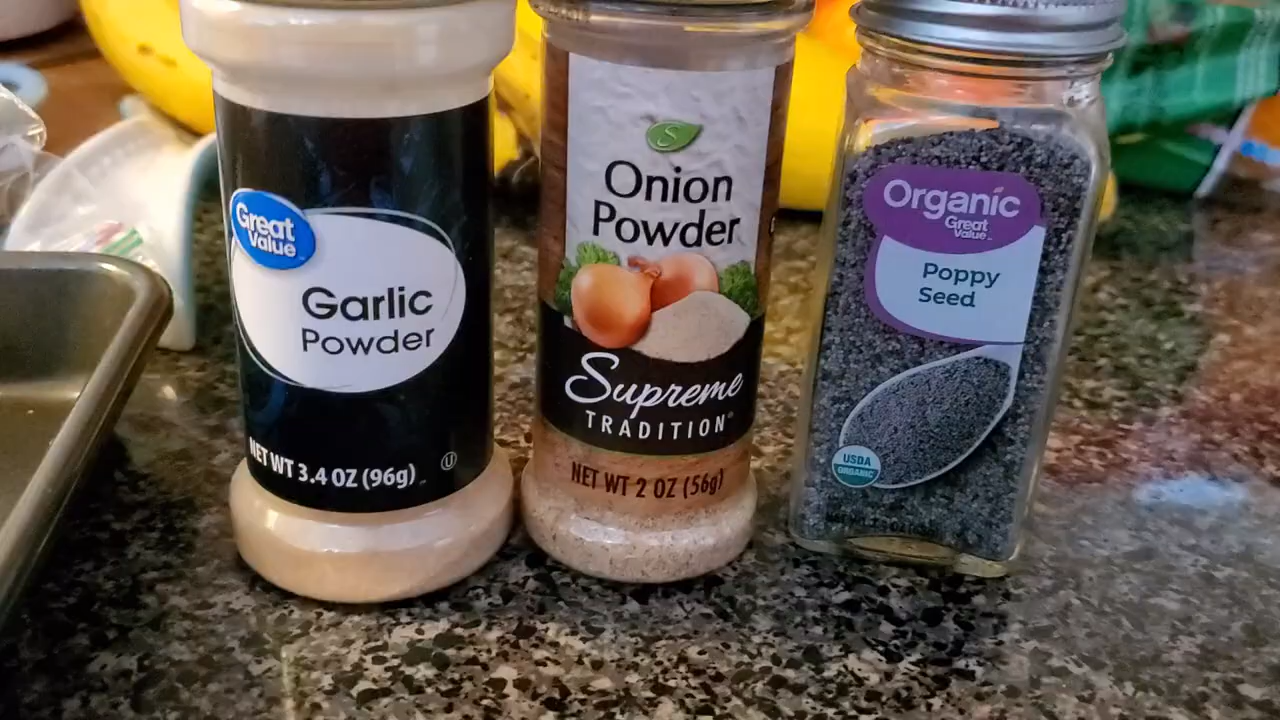 Great
Value
Garlic
Powder
NET WT 3.4 OZ (96g)
U
S
Onion
Powder
Supreme
TRADITION®
NET WT 2 OZ (56g)
Organic
Great
Value
Poppy
Seed
USDA
ORGANIC